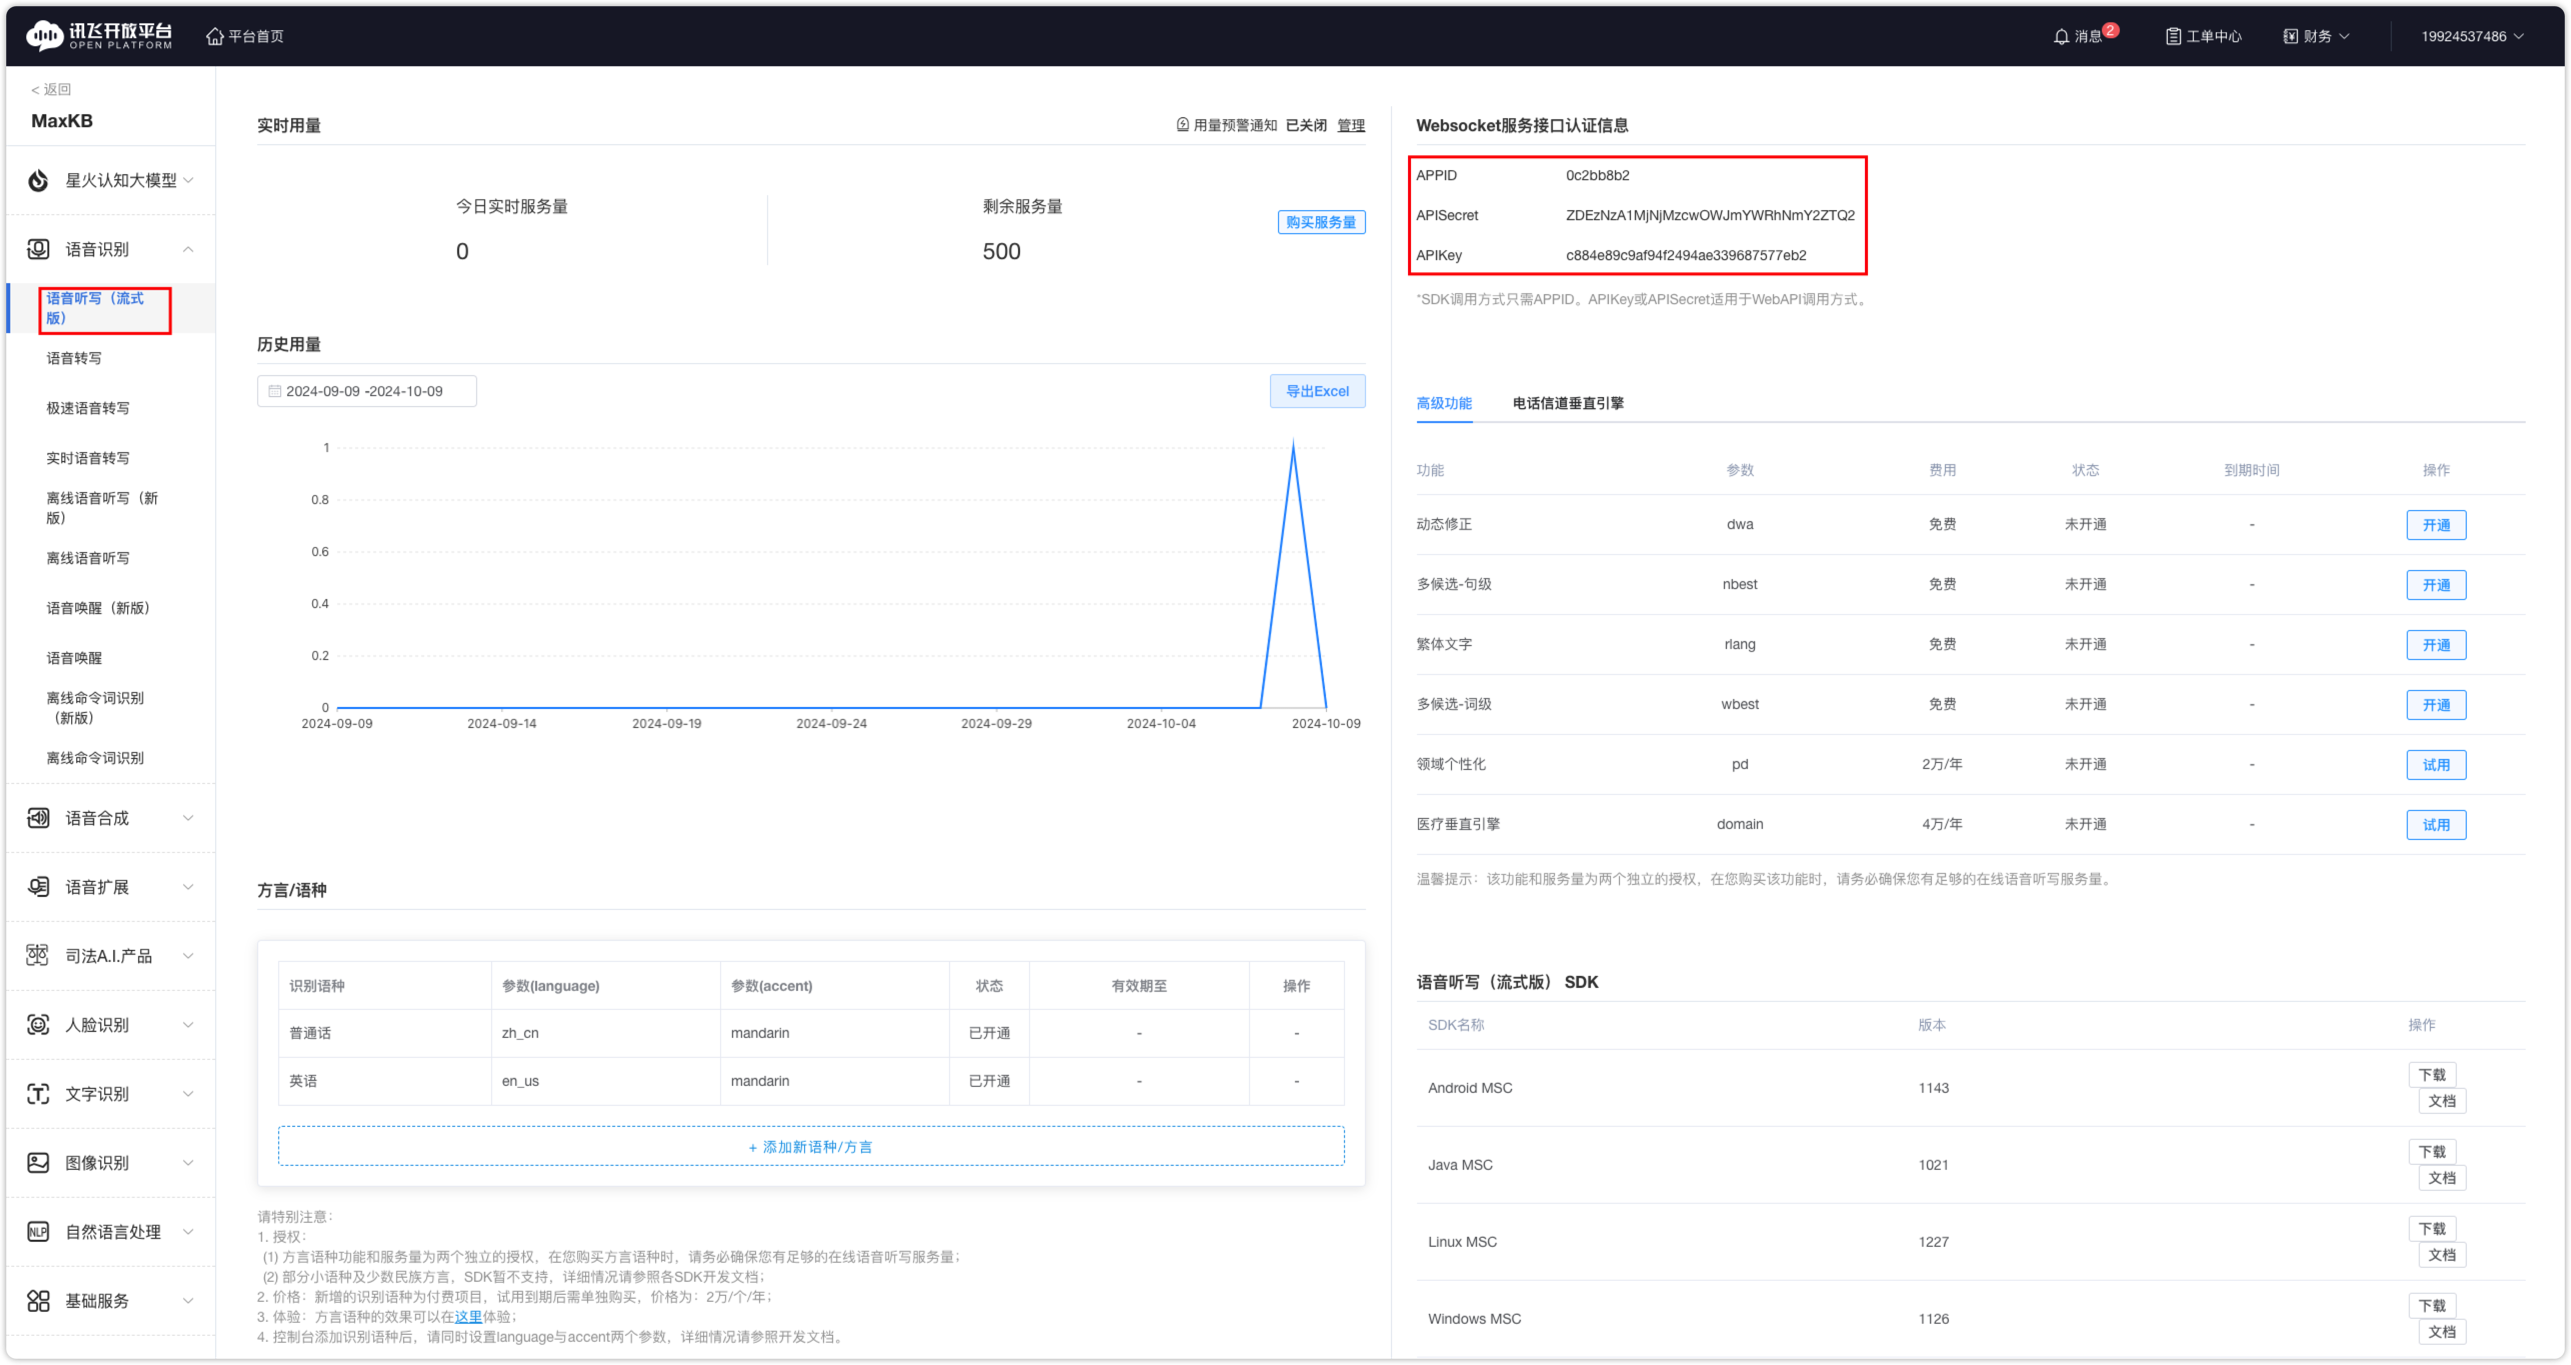 讯飞开放平台
OPEN PLATFORM
平台首页
消息 2
工单中心
财务
19924537486
< 返回
MaxKB
星火认知大模型
语音识别
语音听写（流式
版）
语音转写
极速语音转写
实时语音转写
离线语音听写（新
版）
离线语音听写
语音唤醒（新版）
语音唤醒
离线命令词识别
（新版）
离线命令词识别
语音合成
语音扩展
司法A.I.产品
人脸识别
文字识别
图像识别
NLP 自然语言处理
基础服务
实时用量
用量预警通知 已关闭 管理
今日实时服务量
0
剩余服务量
500
购买服务量
历史用量
2024-09-09 -2024-10-09
导出Excel
1
0.8
0.6
0.4
0.2
0
2024-09-09 2024-09-14 2024-09-19 2024-09-24 2024-09-29 2024-10-04 2024-10-09
方言/语种
识别语种 参数(language) 参数(accent) 状态 有效期至 操作
普通话 zh_cn mandarin 已开通 - -
英语 en_us mandarin 已开通 - -
+ 添加新语种/方言
请特别注意：
1. 授权：
(1) 方言语种功能和服务量为两个独立的授权，在您购买方言语种时，请务必确保您有足够的在线语音听写服务量；
(2) 部分小语种及少数民族方言，SDK暂不支持，详细情况请参照各SDK开发文档；
2. 价格：新增的识别语种为付费项目，试用到期后需单独购买，价格为：2万/个/年；
3. 体验：方言语种的效果可以在这里体验；
4. 控制台添加识别语种后，请同时设置language与accent两个参数，详细情况请参照开发文档。
Websocket服务接口认证信息
APPID 0c2bb8b2
APISecret ZDEzNzA1MjNjMzcwOWJmYWRhNmY2ZTQ2
APIKey c884e89c9af94f2494ae339687577eb2
*SDK调用方式只需APPID。APIKey或APISecret适用于WebAPI调用方式。
高级功能 电话信道垂直引擎
功能 参数 费用 状态 到期时间 操作
动态修正 dwa 免费 未开通 - 开通
多候选-句级 nbest 免费 未开通 - 开通
繁体文字 rlang 免费 未开通 - 开通
多候选-词级 wbest 免费 未开通 - 开通
领域个性化 pd 2万/年 未开通 - 试用
医疗垂直引擎 domain 4万/年 未开通 - 试用
温馨提示：该功能和服务量为两个独立的授权，在您购买该功能时，请务必确保您有足够的在线语音听写服务量。
语音听写（流式版） SDK
SDK名称 版本 操作
Android MSC 1143 下载
文档
Java MSC 1021 下载
文档
Linux MSC 1227 下载
文档
Windows MSC 1126 下载
文档